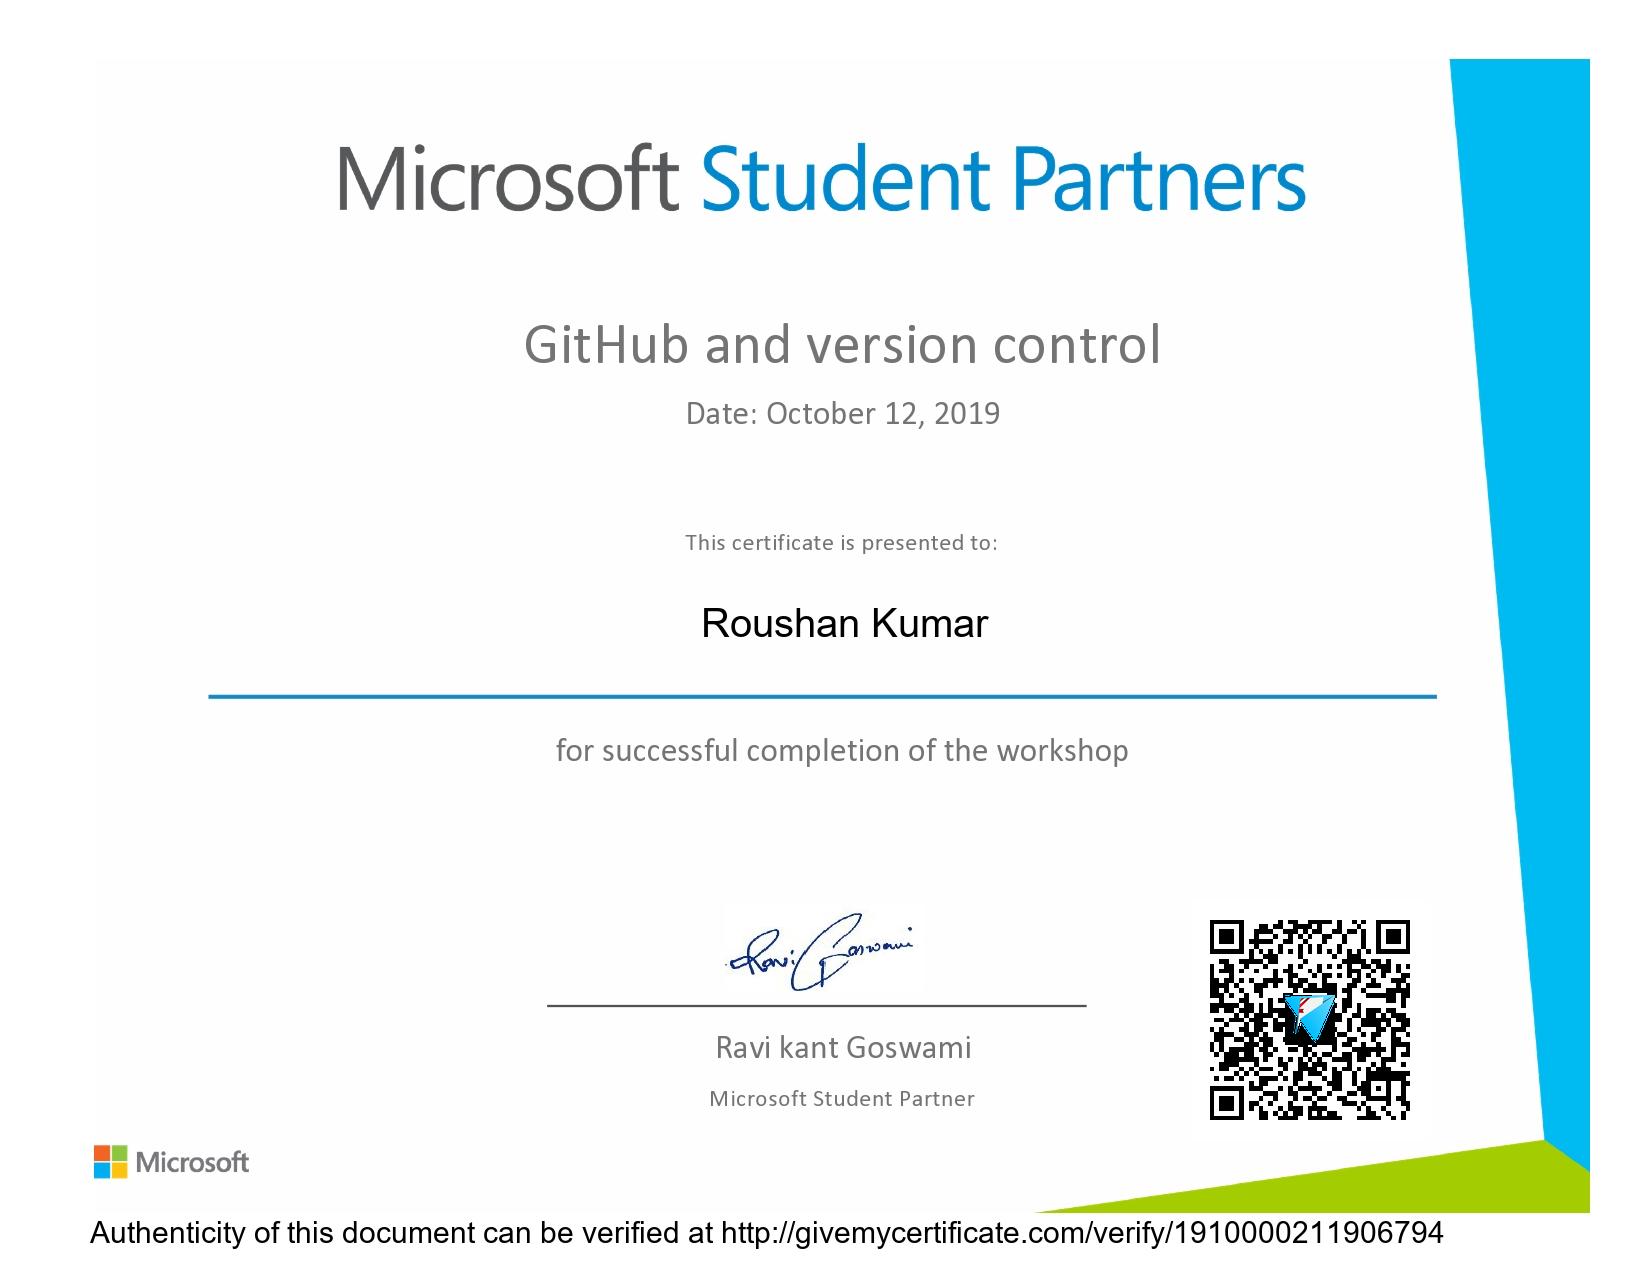 Microsoft Student Partners
GitHub and version control
Date: October 12, 2019
This certificate is presented to:
Roushan Kumar
for successful completion of the workshop
Ravi Goswami
Ravi kant Goswami
Microsoft Student Partner
Microsoft
Authenticity of this document can be verified at http://givemycertificate.com/verify/1910000211906794